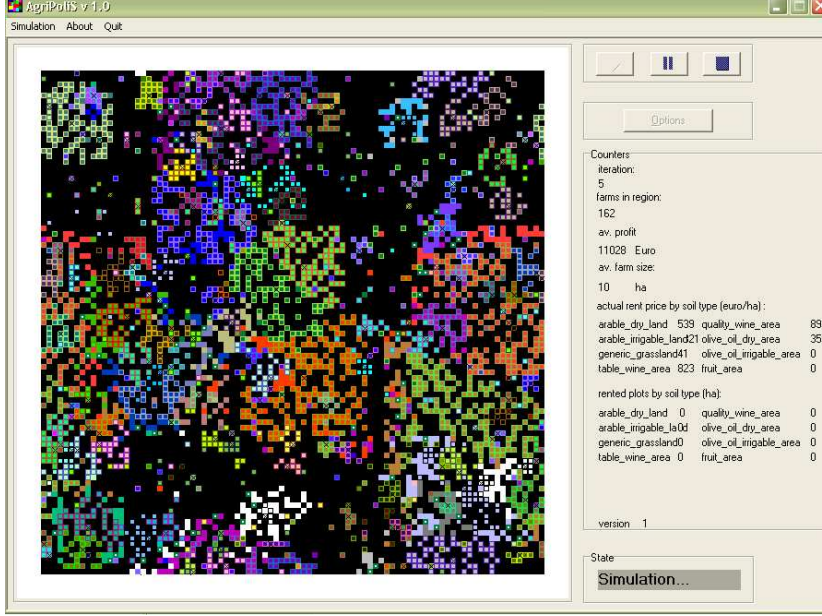 AgriPoliS v 1.0
Simulation About Quit
Options
Counters
iteration:
5
farms in region:
162
av. profit
11028 Euro
av. farm size:
10 ha
actual rent price by soil type (euro/ha) :
arable_dry_land 539 quality_wine_area 89
arable_irrigable_land21 olive_oil_dry_area 35
generic_grassland41 olive_oil_irrigable_area 0
table_wine_area 823 fruit_area 0
rented plots by soil type (ha):
arable_dry_land 0 quality_wine_area 0
arable_irrigable_la0d olive_oil_dry_area 0
generic_grassland0 olive_oil_irrigable_area 0
table_wine_area 0 fruit_area 0
version 1
State
Simulation...